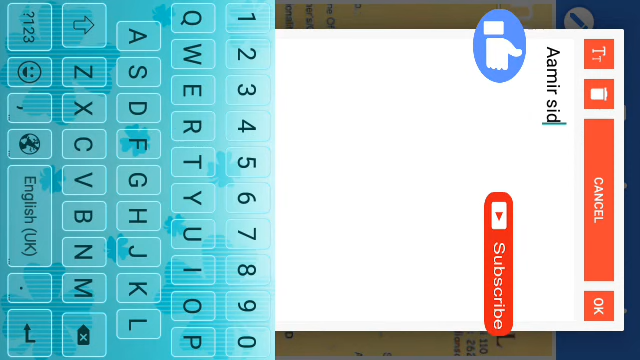 CANCEL
OK
Aamir sid
Subscribe
1 2 3 4 5 6 7 8 9 0
Q W E R T Y U I O P
A S D F G H J K L
Z X C V B N M
?123 , English (UK) .